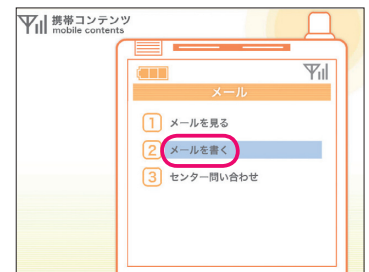 携帯コンテンツ
mobile contents
メール
1 メールを見る
2 メールを書く
3 センター問い合わせ